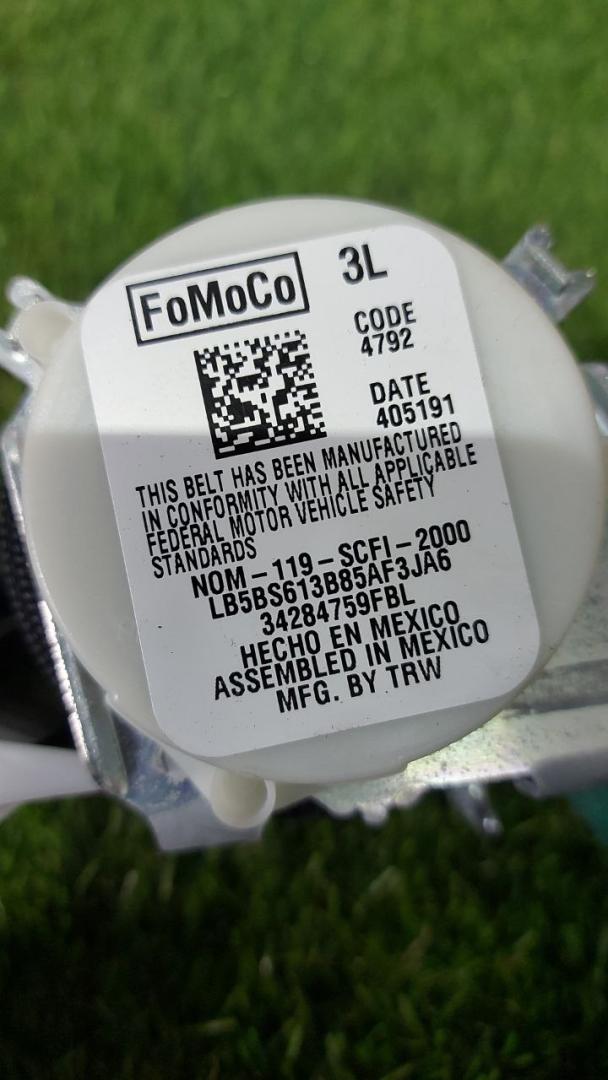 FoMoCo
3L
CODE
4792
DATE
405191
THIS BELT HAS BEEN MANUFACTURED
IN CONFORMITY WITH ALL APPLICABLE
FEDERAL MOTOR VEHICLE SAFETY
STANDARDS
NOM-119-SCFI-2000
LB5BS613B85AF3JA6
34284759FBL
HECHO EN MEXICO
ASSEMBLED IN MEXICO
MFG. BY TRW